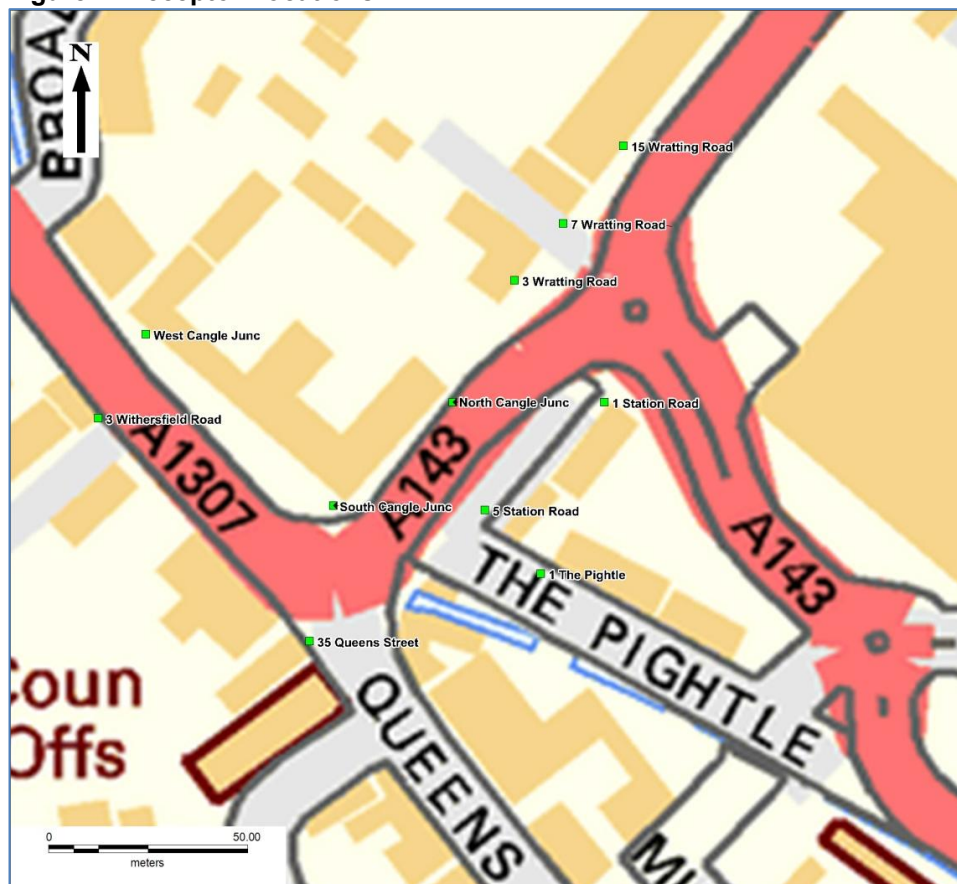 N
15 Wratting Road
7 Wratting Road
3 Wratting Road
West Cangle Junc
North Cangle Junc
1 Station Road
3 Withersfield Road
A1307
A143
South Cangle Junc
5 Station Road
A143
1 The Pightle
THE PIGHTLE
35 Queens Street
Coun
Offs
QUEENS
0 50.00
meters